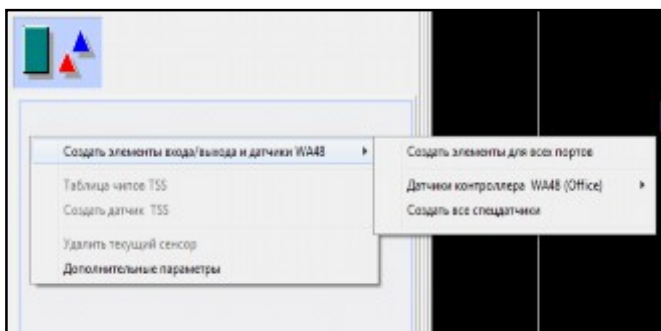 Создать элементы входа/выхода и датчики WA48
Таблица чипов TSS
Создать датчик TSS
Удалить текущий сенсор
Дополнительные параметры
Создать элементы для всех портов
Датчики контроллера WA48 (Office)
Создать все спецдатчики